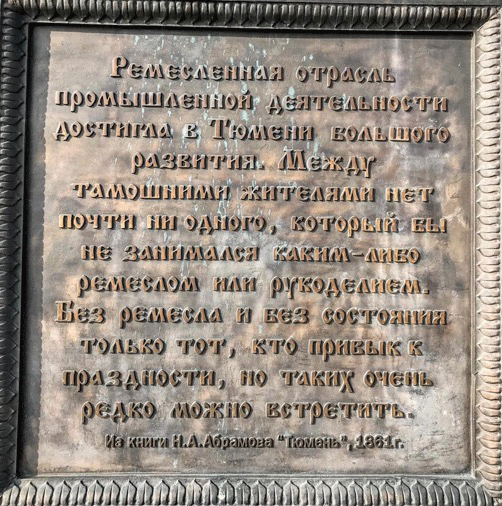 Ремесленная отрасль
промышленной деятельности
достигла в Тюмени большого
развития. Между
тамошними жителями нет
почти ни одного, который бы
не занимался каким-либо
ремеслом или рукоделием.
Без ремесла и без состояния
только тот, кто привык к
праздности, но таких очень
редко можно встретить.
Из книги Н.А.Абрамова "Тюмень", 1861 г.